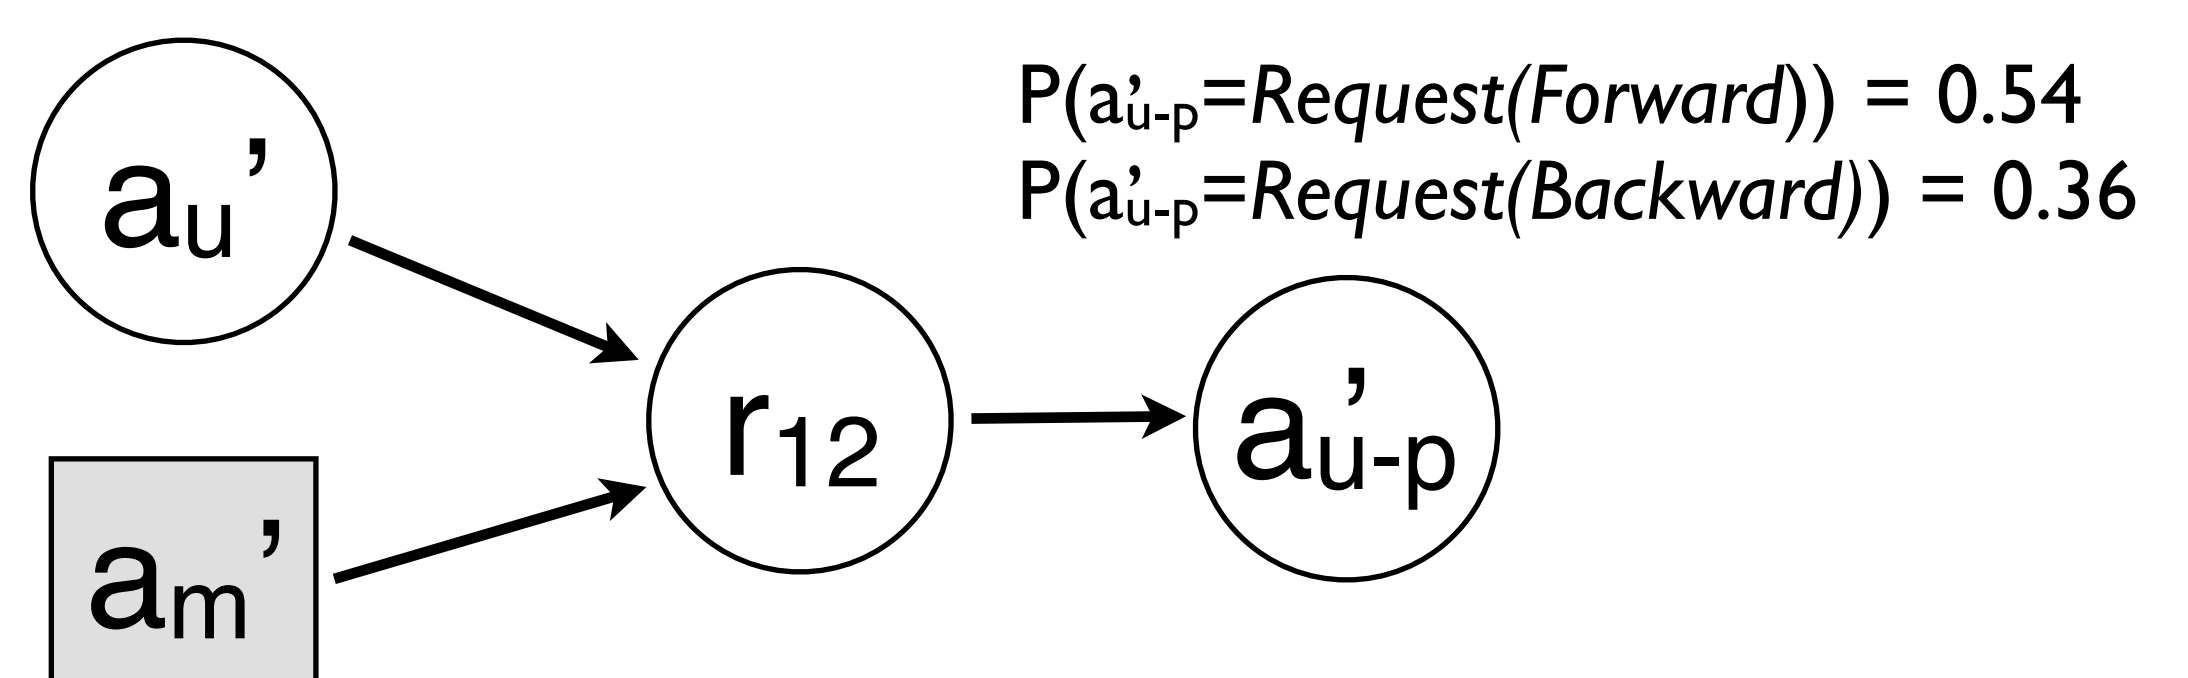 au’
P(a’u-p=Request(Forward)) = 0.54
P(a’u-p=Request(Backward)) = 0.36
r12
a’u-p
am’